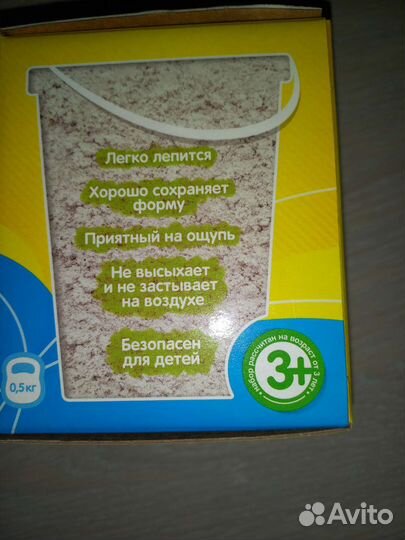 Легко лепится
Хорошо сохраняет
форму
Приятный на ощупь
Не высыхает
и не застывает
на воздухе
Безопасен
для детей
0,5кг
3+
• набор рассчитан на возраст от 3 лет •
Avito